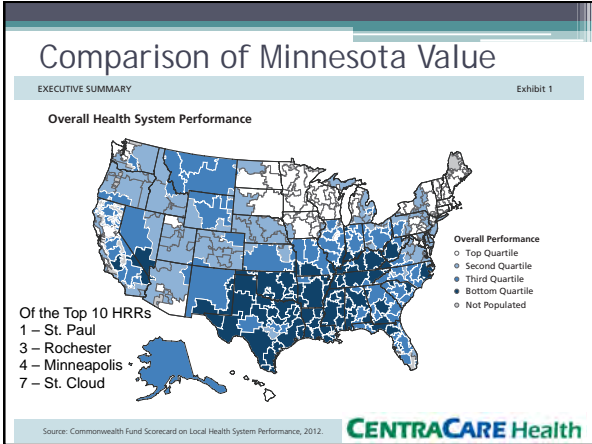 Comparison of Minnesota Value
EXECUTIVE SUMMARY
Exhibit 1
Overall Health System Performance
Overall Performance
Top Quartile
Second Quartile
Third Quartile
Bottom Quartile
Not Populated
Of the Top 10 HRRs
1 – St. Paul
3 – Rochester
4 – Minneapolis
7 – St. Cloud
Source: Commonwealth Fund Scorecard on Local Health System Performance, 2012.
CENTRACARE Health